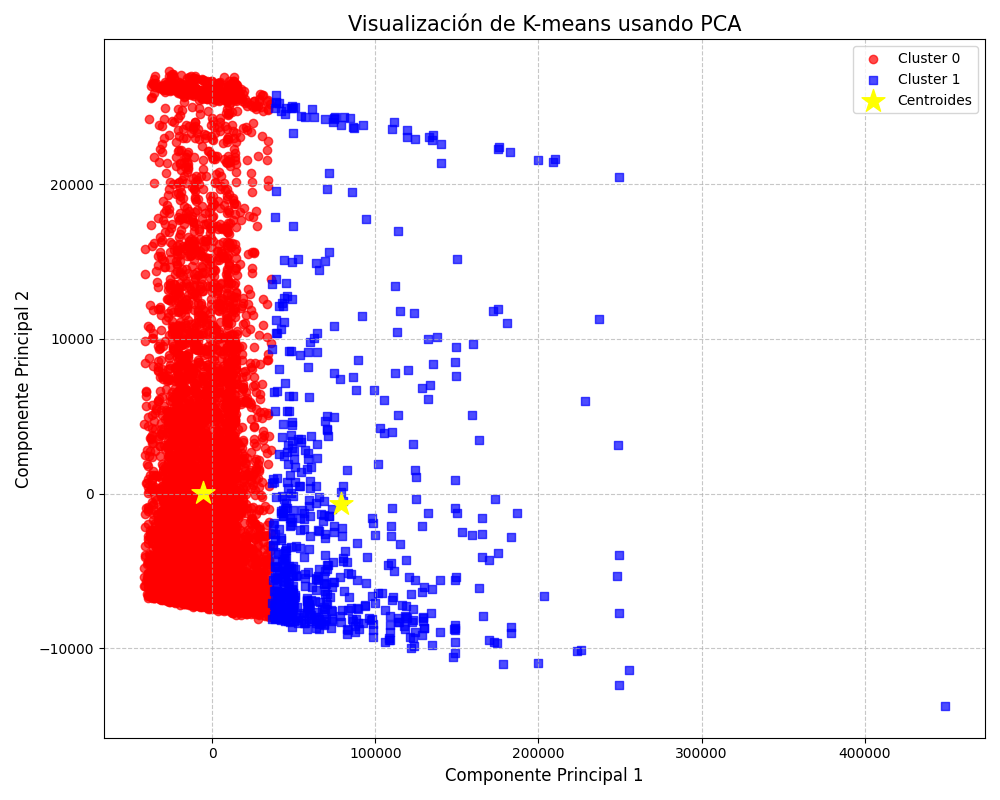 Visualización de K-means usando PCA
Cluster 0
Cluster 1
Centroides
20000
10000
0
−10000
Componente Principal 2
0
100000
200000
300000
400000
Componente Principal 1